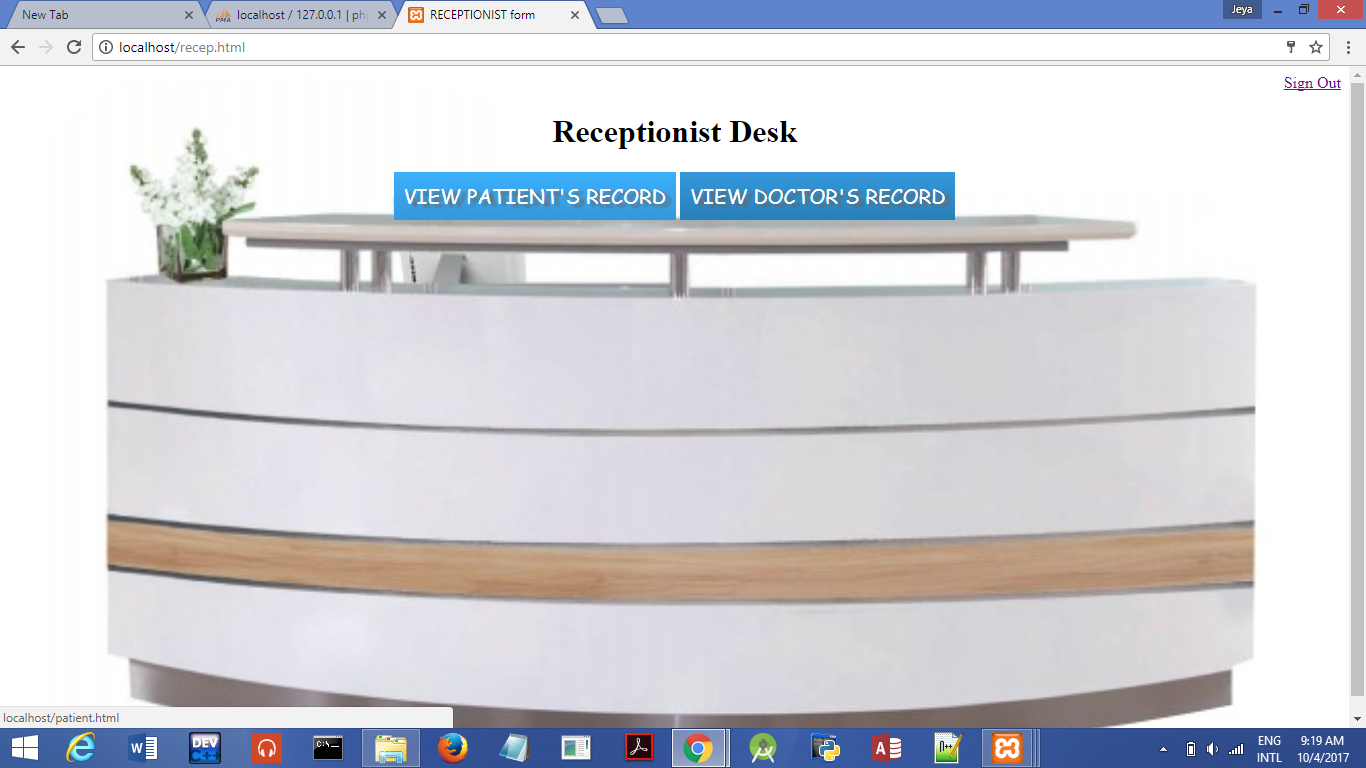 New Tab
localhost / 127.0.0.1 | ph
RECEPTIONIST form
Jeya
localhost/recep.html
Sign Out
Receptionist Desk
VIEW PATIENT'S RECORD VIEW DOCTOR'S RECORD
localhost/patient.html
DEV
C++
C:\
n++
ENG
INTL
9:19 AM
10/4/2017